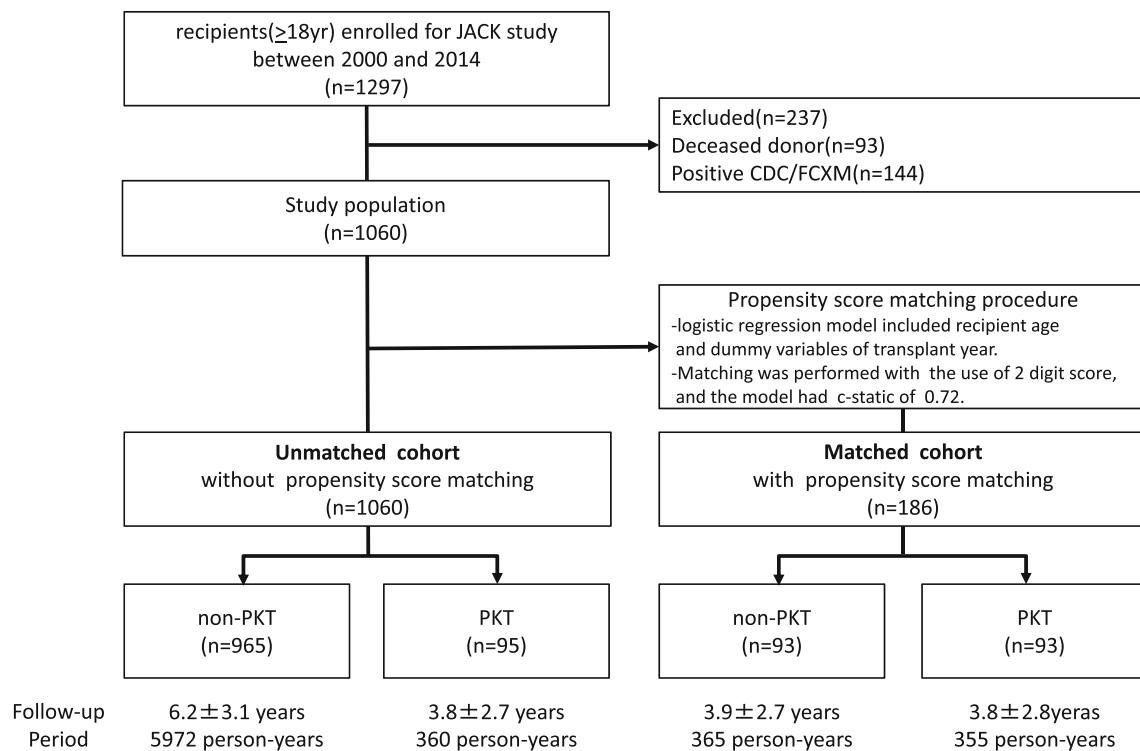 recipients(≥18yr) enrolled for JACK study
between 2000 and 2014
(n=1297)
Excluded(n=237)
Deceased donor(n=93)
Positive CDC/FCXM(n=144)
Study population
(n=1060)
Propensity score matching procedure
-logistic regression model included recipient age
and dummy variables of transplant year.
-Matching was performed with the use of 2 digit score,
and the model had c-static of 0.72.
Unmatched cohort
without propensity score matching
(n=1060)
Matched cohort
with propensity score matching
(n=186)
non-PKT
(n=965)
PKT
(n=95)
non-PKT
(n=93)
PKT
(n=93)
Follow-up 6.2±3.1 years 3.8±2.7 years 3.9±2.7 years 3.8±2.8yeras
Period 5972 person-years 360 person-years 365 person-years 355 person-years